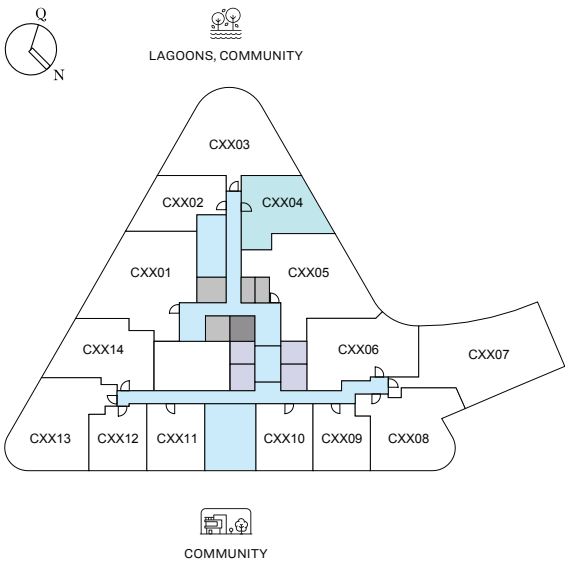 Q
N
LAGOONS, COMMUNITY
CXX03
CXX02
CXX04
CXX01
CXX05
CXX14
CXX06
CXX07
CXX13
CXX12
CXX11
CXX10
CXX09
CXX08
COMMUNITY